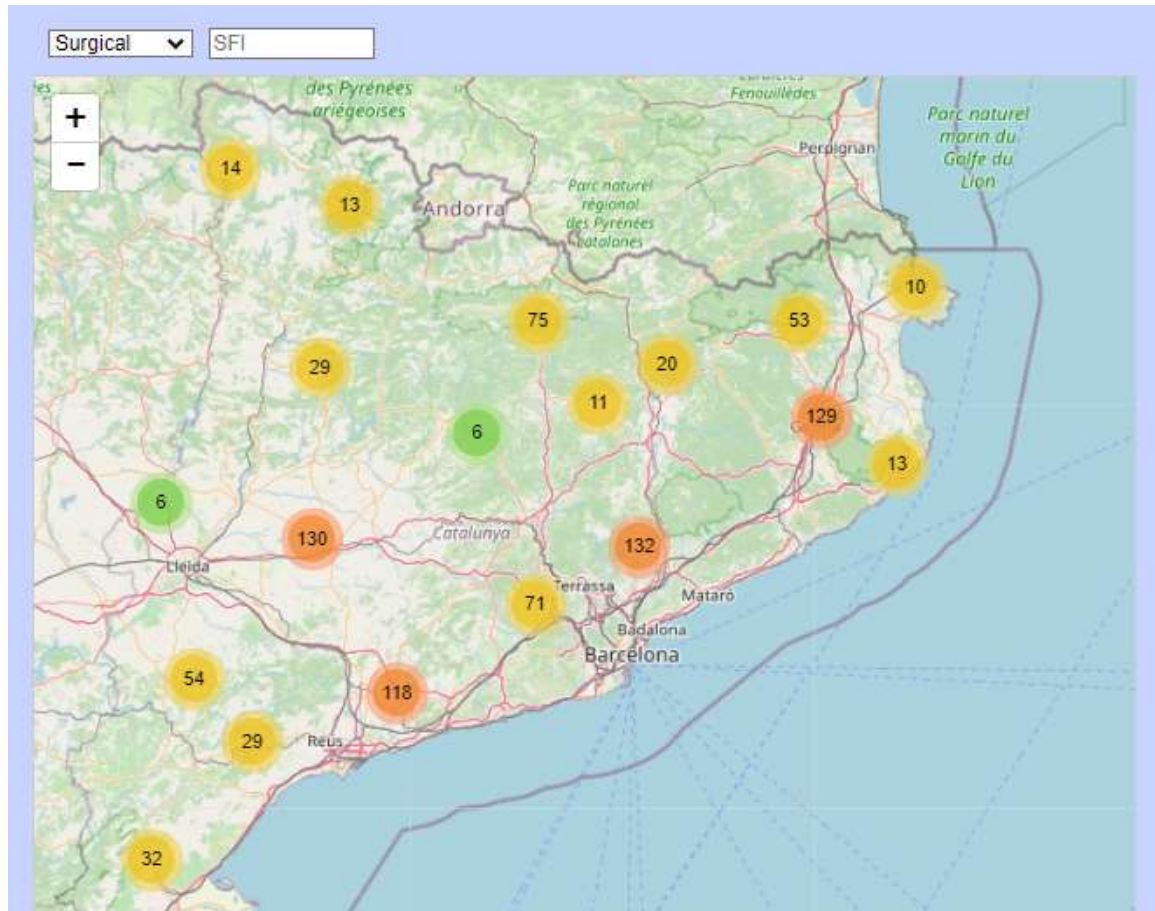 Surgical
SFI
+
−
des Pyrénées
ariégeoises
Fenouillèdes
Parc naturel
marin du
Golfe du
Lion
Perpignan
14
13
Andorra
Parc naturel
régional
des Pyrénées
catalanes
10
75
53
29
20
11
129
6
13
6
130
Catalunya
132
Lleida
Terrassa
71
Mataró
Badalona
Barcelona
54
118
29
Reus
32